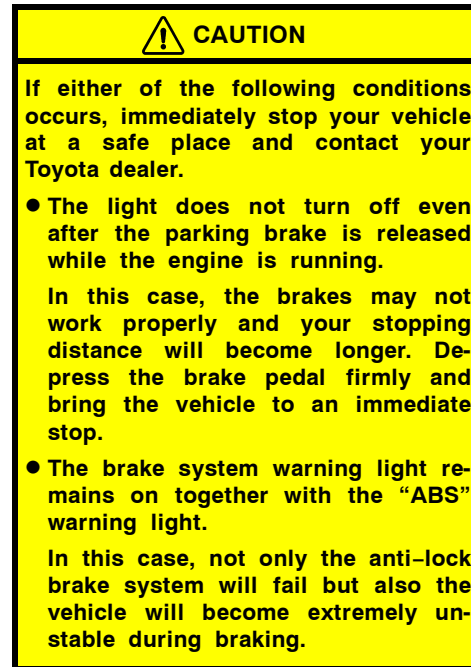 CAUTION
If either of the following conditions
occurs, immediately stop your vehicle
at a safe place and contact your
Toyota dealer.
● The light does not turn off even
after the parking brake is released
while the engine is running.
In this case, the brakes may not
work properly and your stopping
distance will become longer. De-
press the brake pedal firmly and
bring the vehicle to an immediate
stop.
● The brake system warning light re-
mains on together with the “ABS”
warning light.
In this case, not only the anti−lock
brake system will fail but also the
vehicle will become extremely un-
stable during braking.